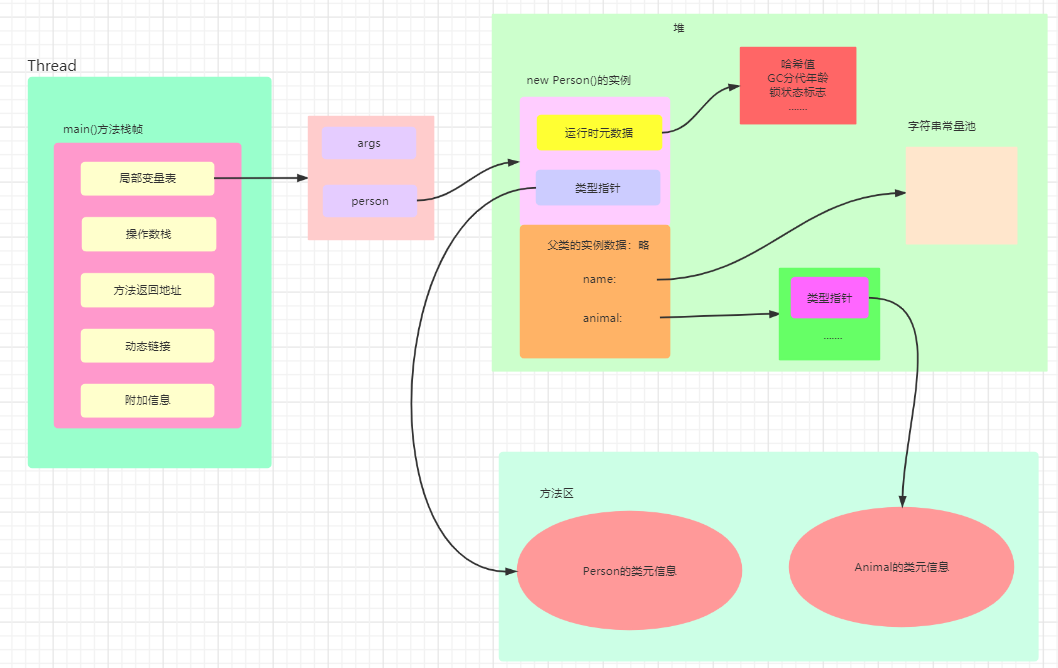 Thread
main()方法栈帧
局部变量表
操作数栈
方法返回地址
动态链接
附加信息
args
person
堆
new Person()的实例
运行时元数据
类型指针
父类的实例数据：略
name:
animal:
哈希值
GC分代年龄
锁状态标志
.......
字符串常量池
类型指针
.......
方法区
Person的类元信息
Animal的类元信息